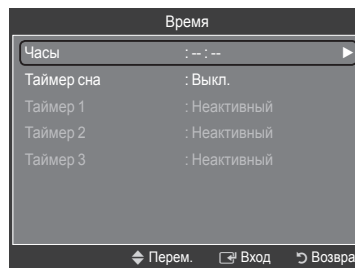 Время
Часы : -- : --
Таймер сна : Выкл.
Таймер 1 : Неактивный
Таймер 2 : Неактивный
Таймер 3 : Неактивный
Перем. Вход Возвра